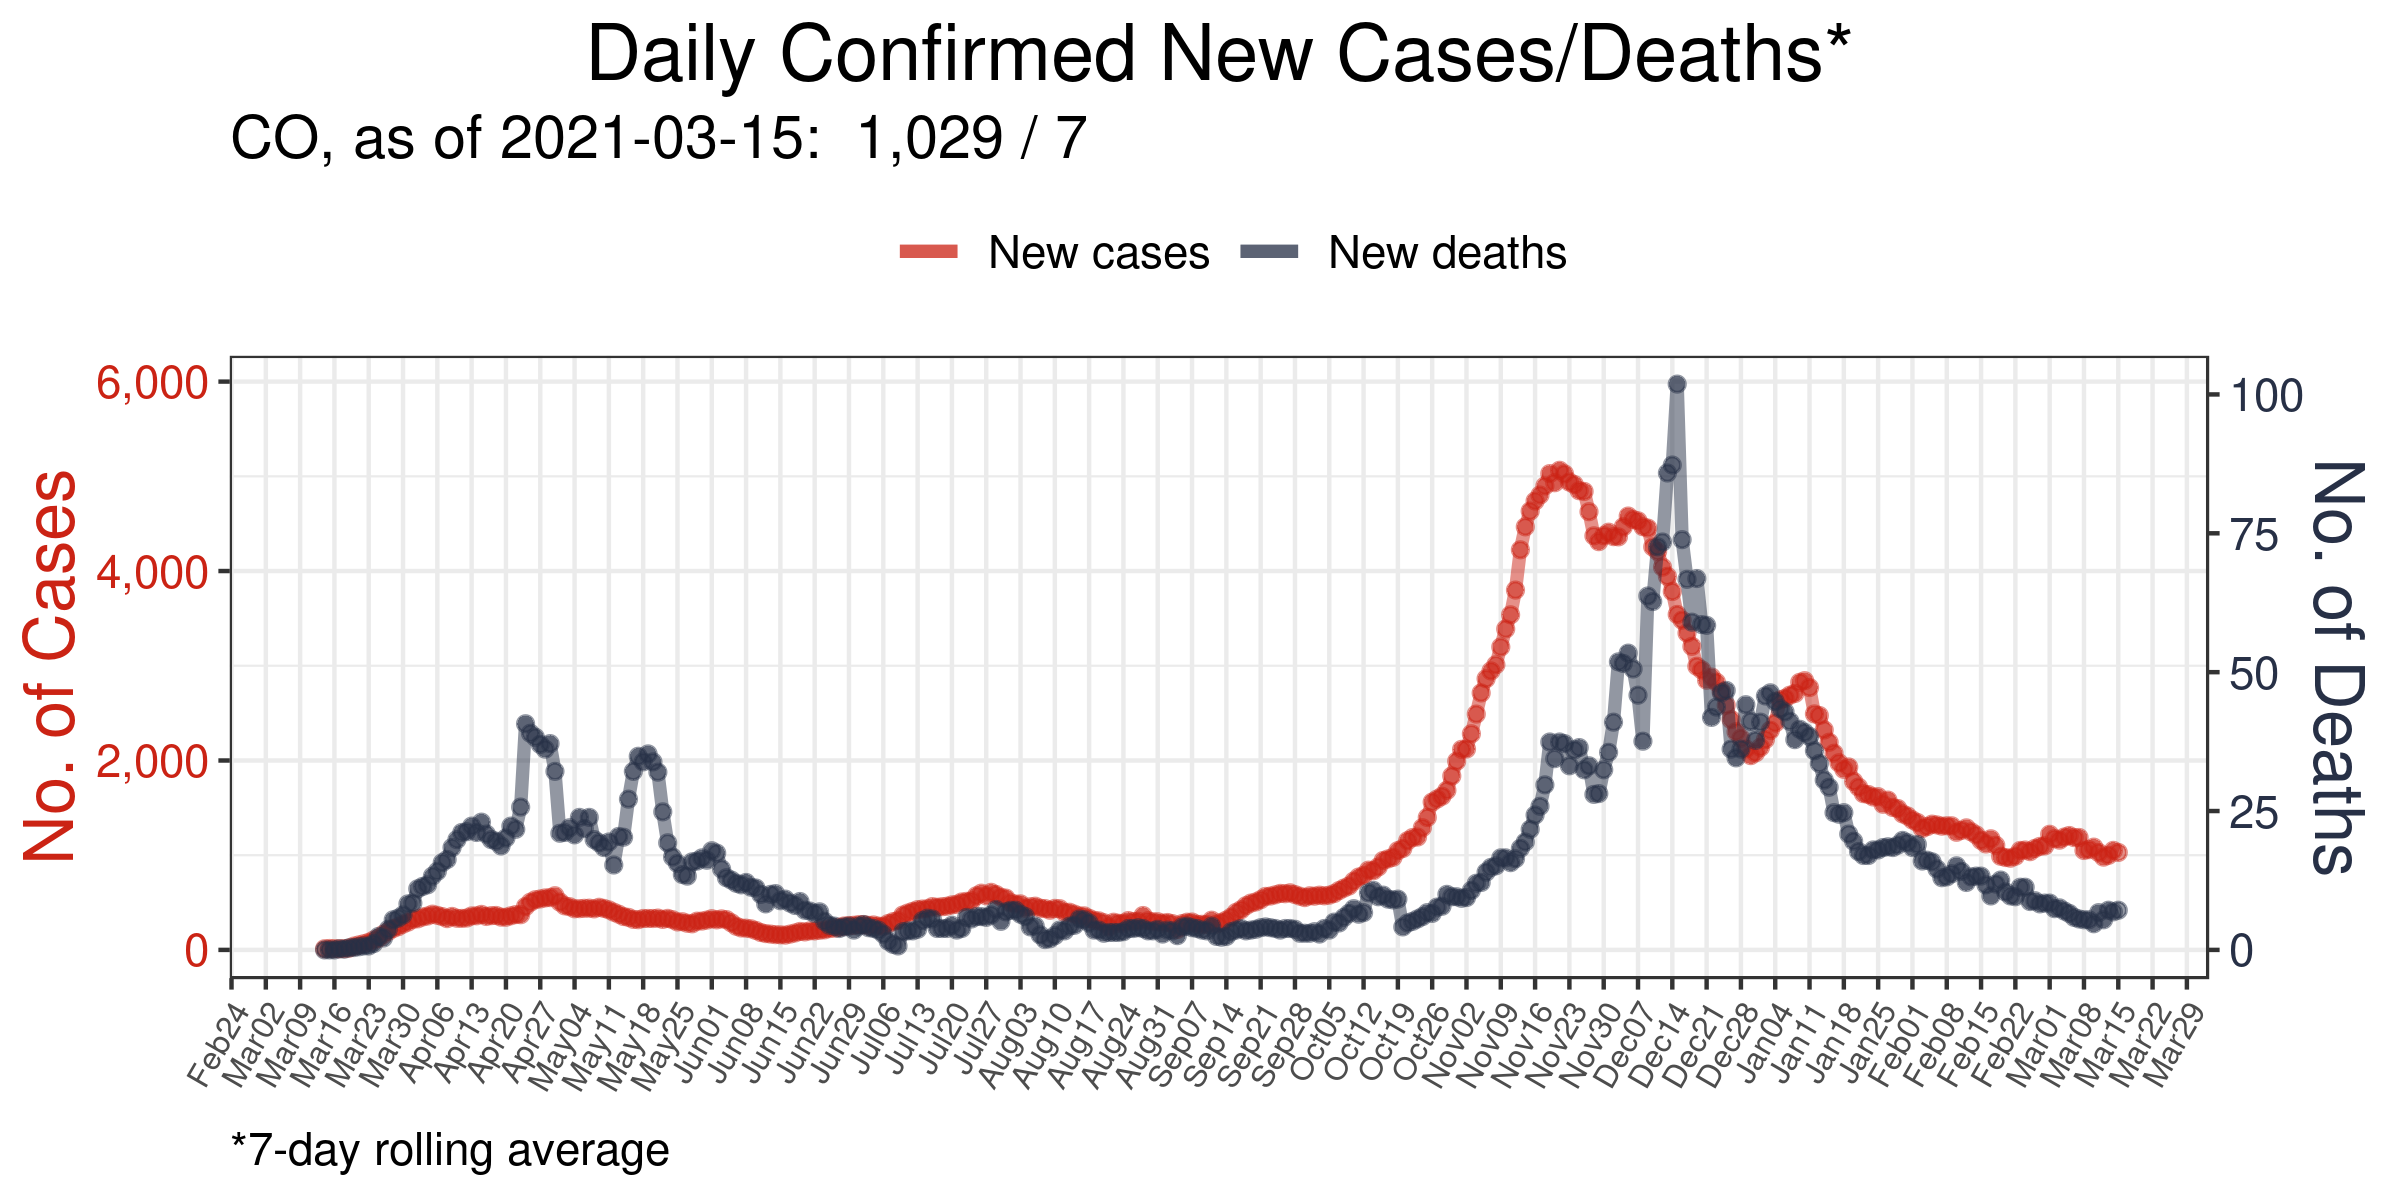 Daily Confirmed New Cases/Deaths*
CO, as of 2021-03-15:  1,029 / 7
New cases
New deaths
No. of Cases
6,000
4,000
2,000
0
100
75
50
25
0
No. of Deaths
Feb24
Mar02
Mar09
Mar16
Mar23
Mar30
Apr06
Apr13
Apr20
Apr27
May04
May11
May18
May25
Jun01
Jun08
Jun15
Jun22
Jun29
Jul06
Jul13
Jul20
Jul27
Aug03
Aug10
Aug17
Aug24
Aug31
Sep07
Sep14
Sep21
Sep28
Oct05
Oct12
Oct19
Oct26
Nov02
Nov09
Nov16
Nov23
Nov30
Dec07
Dec14
Dec21
Dec28
Jan04
Jan11
Jan18
Jan25
Feb01
Feb08
Feb15
Feb22
Mar01
Mar08
Mar15
Mar22
Mar29
*7-day rolling average